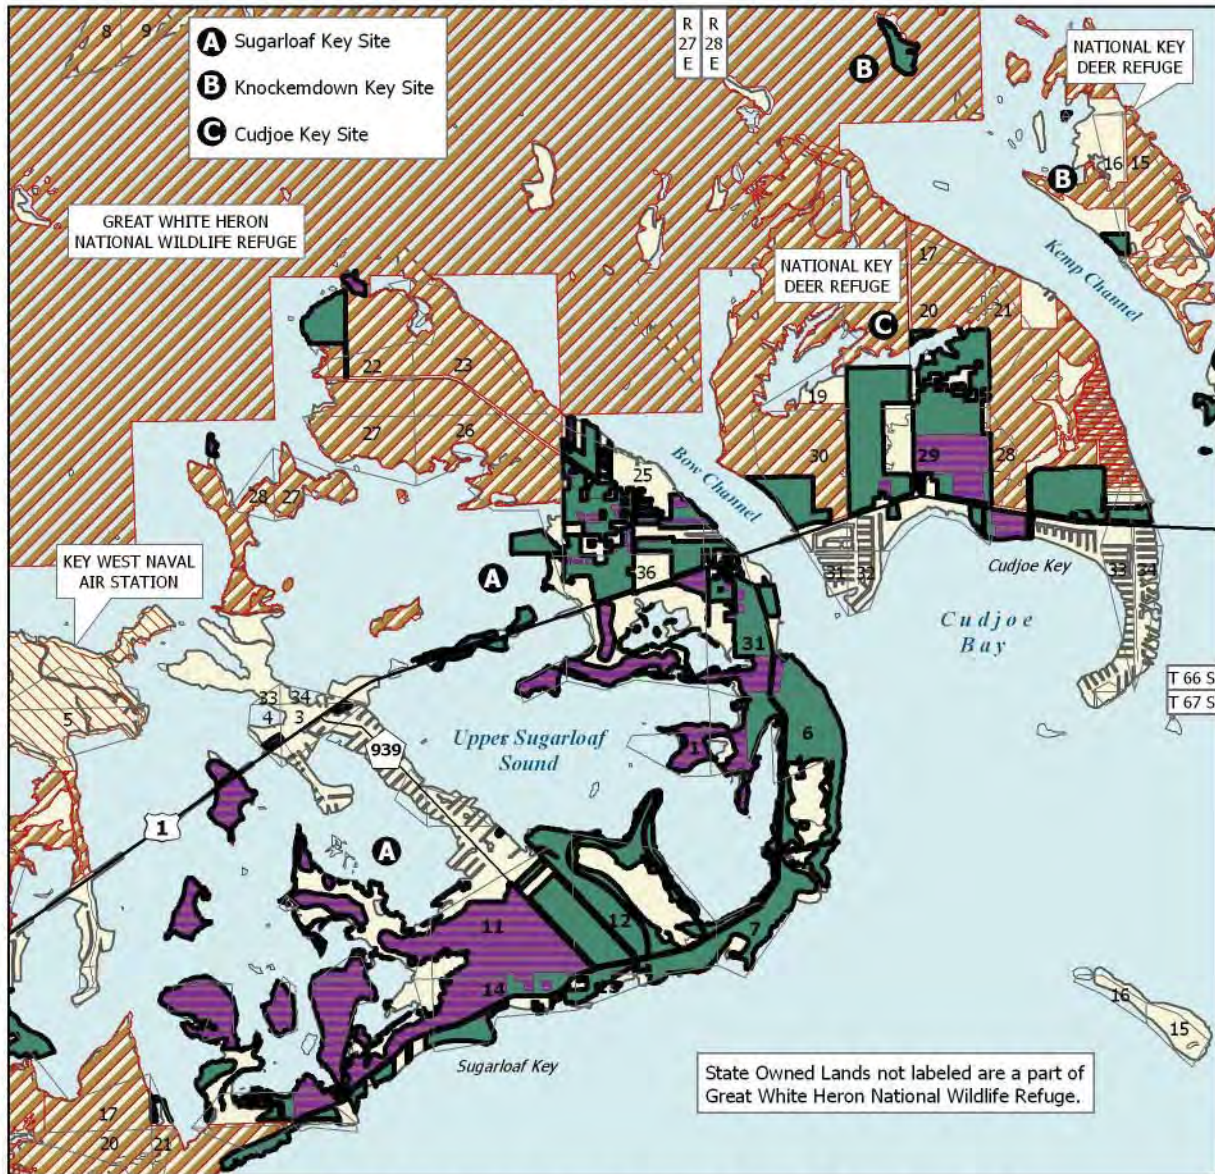 8
9
A Sugarloaf Key Site
B Knockemdown Key Site
C Cudjoe Key Site
R
27
E
R
28
E
B
NATIONAL KEY
DEER REFUGE
16
15
B
GREAT WHITE HERON
NATIONAL WILDLIFE REFUGE
NATIONAL KEY
DEER REFUGE
Kemp Channel
17
20
21
C
22
23
19
27
26
30
29
28
25
Bow Channel
28
27
KEY WEST NAVAL
AIR STATION
A
36
31
32
Cudjoe Key
33
34
Cudjoe
Bay
31
T 66 S
T 67 S
33
34
4
3
5
939
Upper Sugarloaf
Sound
1
6
1
A
11
12
7
14
13
Sugarloaf Key
16
15
State Owned Lands not labeled are a part of
Great White Heron National Wildlife Refuge.
17
20
21